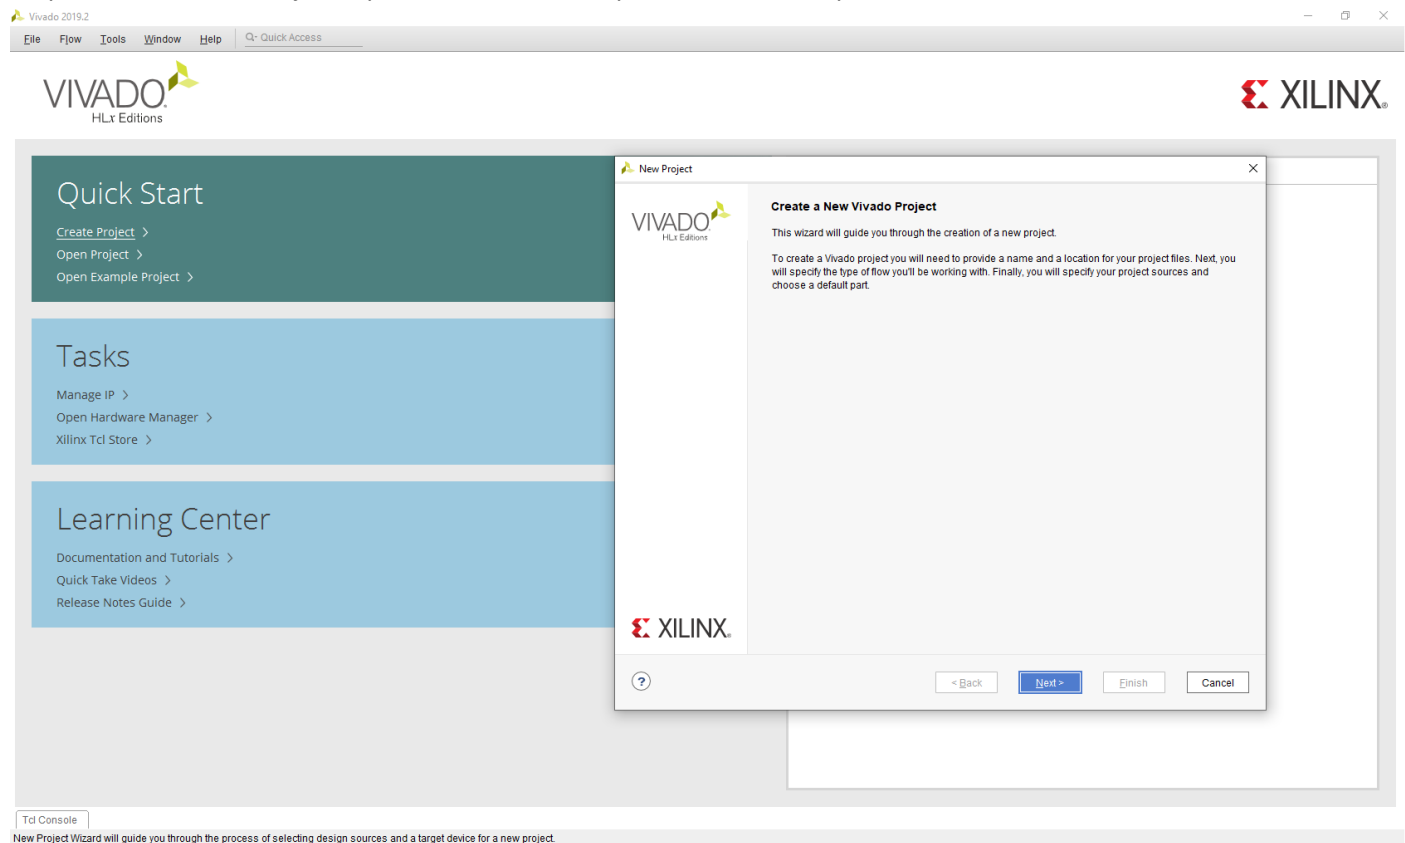 Vivado 2019.2
File Flow Tools Window Help Q- Quick Access
VIVADO.
HLx Editions
XILINX®
Quick Start
Create Project >
Open Project >
Open Example Project >
Tasks
Manage IP >
Open Hardware Manager >
Xilinx Tcl Store >
Learning Center
Documentation and Tutorials >
Quick Take Videos >
Release Notes Guide >
New Project
VIVADO.
HLx Editions
Create a New Vivado Project
This wizard will guide you through the creation of a new project.
To create a Vivado project you will need to provide a name and a location for your project files. Next, you
will specify the type of flow you'll be working with. Finally, you will specify your project sources and
choose a default part.
XILINX®
? < Back Next > Finish Cancel
Tcl Console
New Project Wizard will guide you through the process of selecting design sources and a target device for a new project.